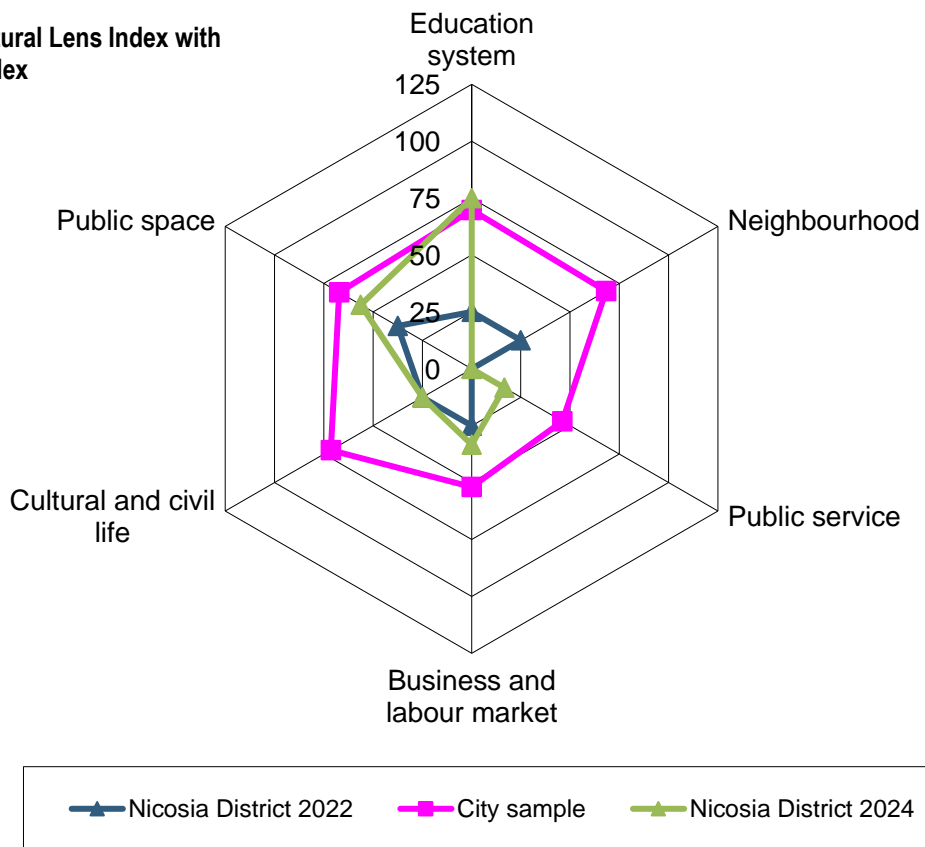 tural Lens Index with
lex
Education
system
125
100
75
50
25
0
Public space
Neighbourhood
Cultural and civil
life
Public service
Business and
labour market
Nicosia District 2022
City sample
Nicosia District 2024